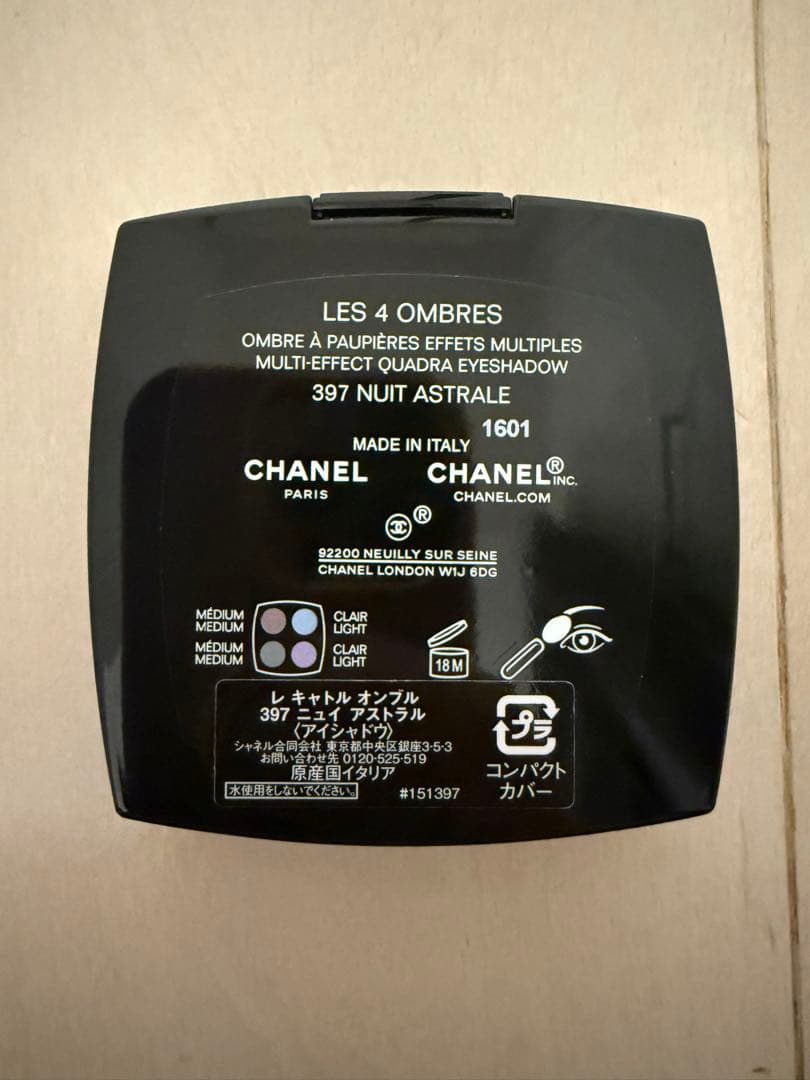 LES 4 OMBRES
OMBRE À PAUPIÈRES EFFETS MULTIPLES
MULTI-EFFECT QUADRA EYESHADOW
397 NUIT ASTRALE
1601
MADE IN ITALY
CHANEL
PARIS
CHANEL® INC.
CHANEL.COM
®
92200 NEUILLY SUR SEINE
CHANEL LONDON W1J 6DG
MÉDIUM
MEDIUM
CLAIR
LIGHT
MÉDIUM
MEDIUM
CLAIR
LIGHT
18 M
レ キャトル オンブル
397 ニュイ アストラル
〈アイシャドウ〉
シャネル合同会社 東京都中央区銀座3-5-3
お問い合わせ先 0120-525-519
原産国イタリア
水使用をしないでください。
#151397
プラ
コンパクト
カバー